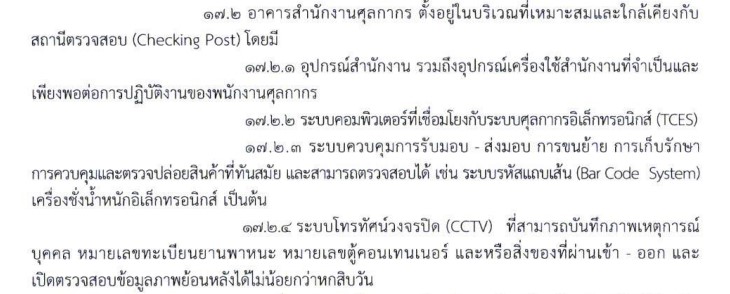 ๑๗.๒ อาคารสำนักงานศุลกากร ตั้งอยู่ในบริเวณที่เหมาะสมและใกล้เคียงกับ
สถานีตรวจสอบ (Checking Post) โดยมี
๑๗.๒.๑ อุปกรณ์สำนักงาน รวมถึงอุปกรณ์เครื่องใช้สำนักงานที่จำเป็นและ
เพียงพอต่อการปฏิบัติงานของพนักงานศุลกากร
๑๗.๒.๒ ระบบคอมพิวเตอร์ที่เชื่อมโยงกับระบบศุลกากรอิเล็กทรอนิกส์ (TCES)
๑๗.๒.๓ ระบบควบคุมการรับมอบ - ส่งมอบ การขนย้าย การเก็บรักษา
การควบคุมและตรวจปล่อยสินค้าที่ทันสมัย และสามารถตรวจสอบได้ เช่น ระบบรหัสแถบเส้น (Bar Code System)
เครื่องชั่งน้ำหนักอิเล็กทรอนิกส์ เป็นต้น
๑๗.๒.๔ ระบบโทรทัศน์วงจรปิด (CCTV) ที่สามารถบันทึกภาพเหตุการณ์
บุคคล หมายเลขทะเบียนยานพาหนะ หมายเลขตู้คอนเทนเนอร์ และหรือสิ่งของที่ผ่านเข้า - ออก และ
เปิดตรวจสอบข้อมูลภาพย้อนหลังได้ไม่น้อยกว่าหกสิบวัน